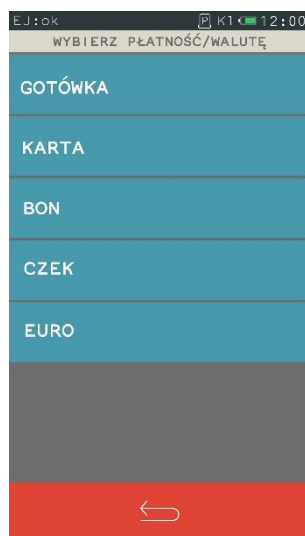 EJ:ok P K1 12:00
WYBIERZ PŁATNOŚĆ/WALUTĘ
GOTÓWKA
KARTA
BON
CZEK
EURO